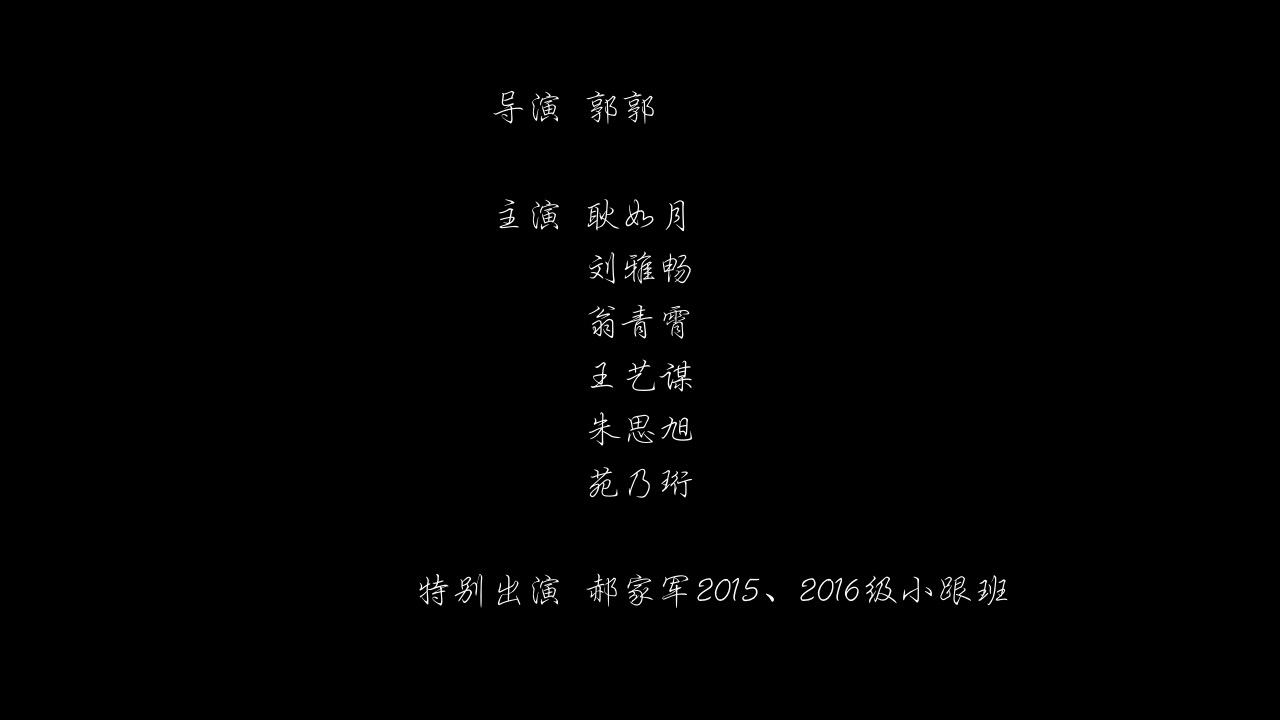 导演 郭郭
主演 耿如月
刘雅畅
翁青霄
王艺谋
朱思旭
苑乃珩
特别出演 郝家军2015、2016级小跟班